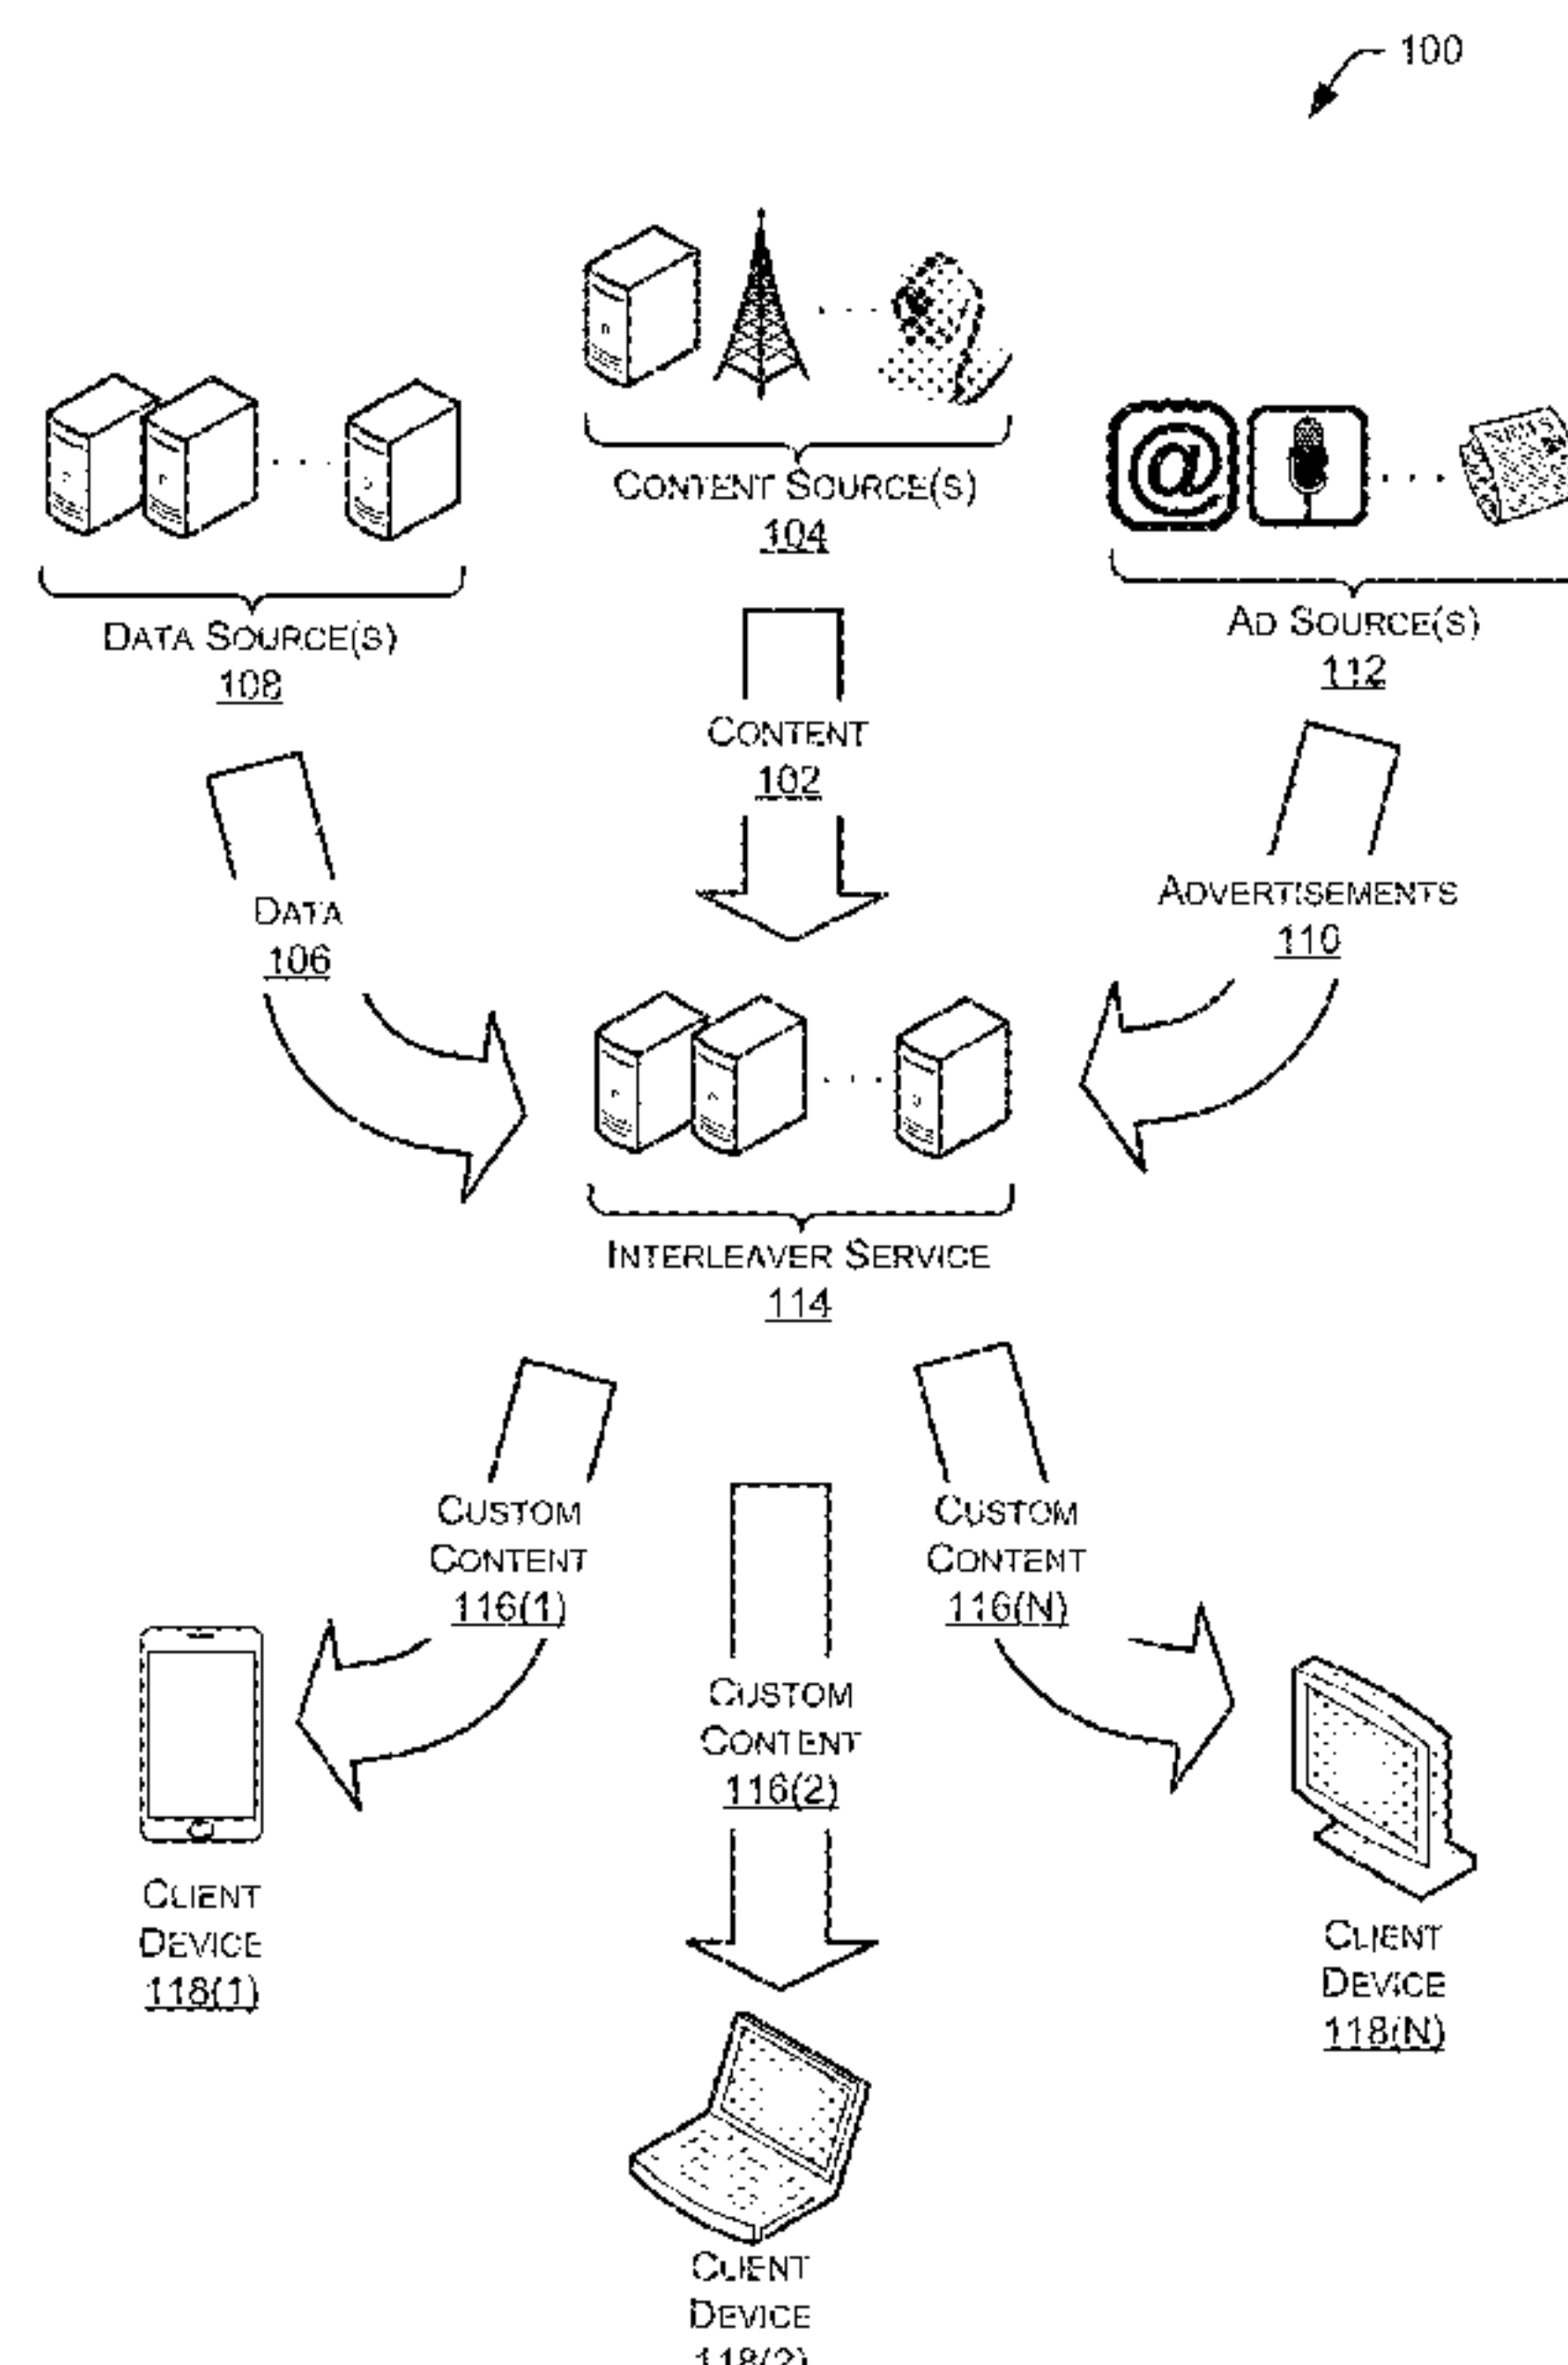 100
CONTENT SOURCE(S)
104
DATA SOURCE(S)
108
AD SOURCE(S)
112
CONTENT
102
DATA
106
ADVERTISEMENTS
110
INTERLEAVER SERVICE
114
CUSTOM
CONTENT
116(1)
CUSTOM
CONTENT
116(N)
CUSTOM
CONTENT
116(2)
CLIENT
DEVICE
118(1)
CLIENT
DEVICE
118(N)
CLIENT
DEVICE
118(2)